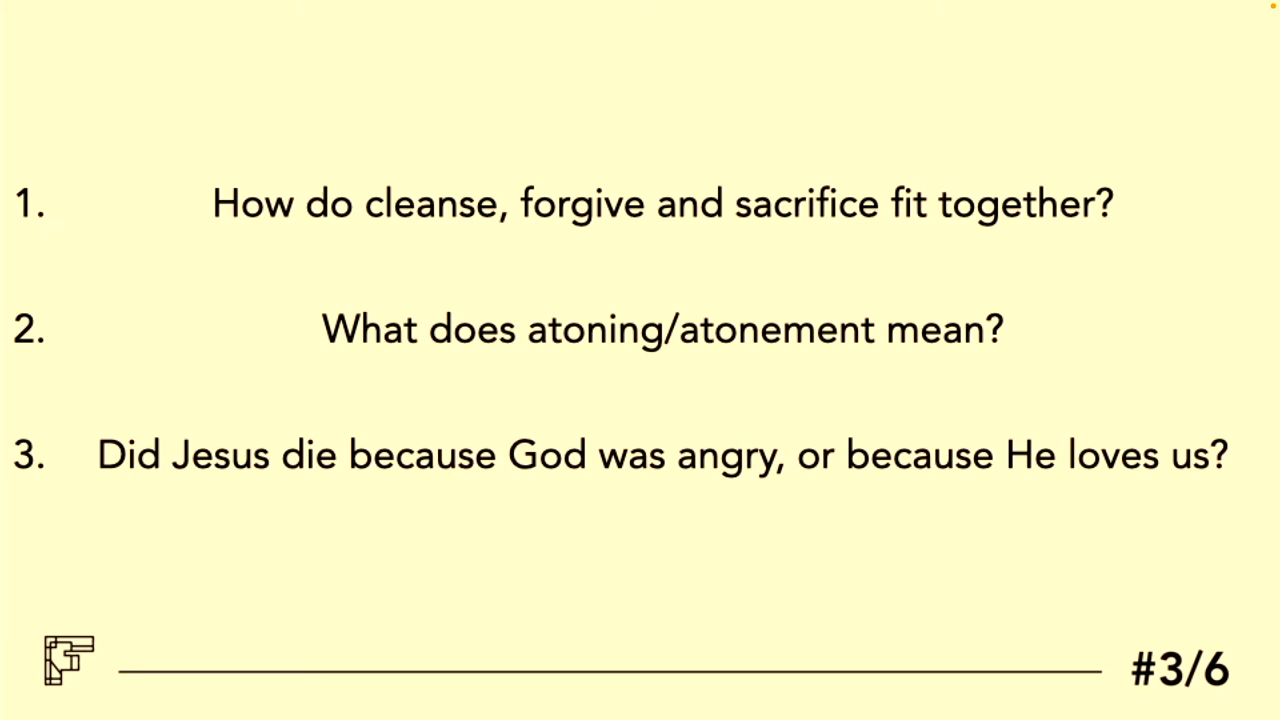 1. How do cleanse, forgive and sacrifice fit together?
2. What does atoning/atonement mean?
3. Did Jesus die because God was angry, or because He loves us?
#3/6